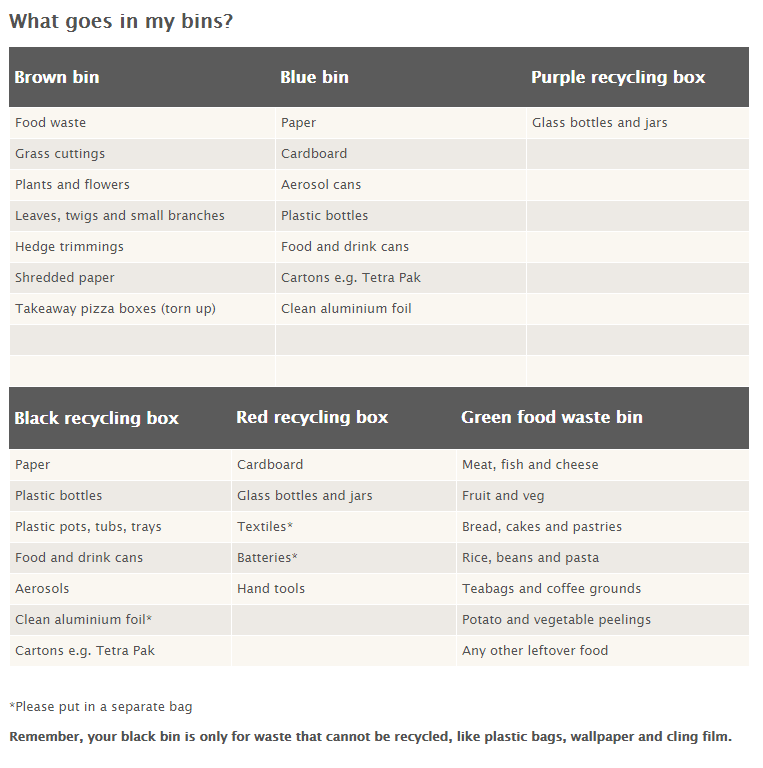 What goes in my bins?
Brown bin Blue bin Purple recycling box
Food waste Paper Glass bottles and jars
Grass cuttings Cardboard
Plants and flowers Aerosol cans
Leaves, twigs and small branches Plastic bottles
Hedge trimmings Food and drink cans
Shredded paper Cartons e.g. Tetra Pak
Takeaway pizza boxes (torn up) Clean aluminium foil
Black recycling box Red recycling box Green food waste bin
Paper Cardboard Meat, fish and cheese
Plastic bottles Glass bottles and jars Fruit and veg
Plastic pots, tubs, trays Textiles* Bread, cakes and pastries
Food and drink cans Batteries* Rice, beans and pasta
Aerosols Hand tools Teabags and coffee grounds
Clean aluminium foil* Potato and vegetable peelings
Cartons e.g. Tetra Pak Any other leftover food
*Please put in a separate bag
Remember, your black bin is only for waste that cannot be recycled, like plastic bags, wallpaper and cling film.